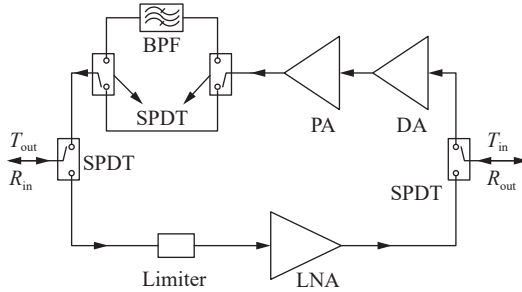 BPF
SPDT
PA
DA
T_out
R_in
SPDT
T_in
R_out
SPDT
Limiter
LNA